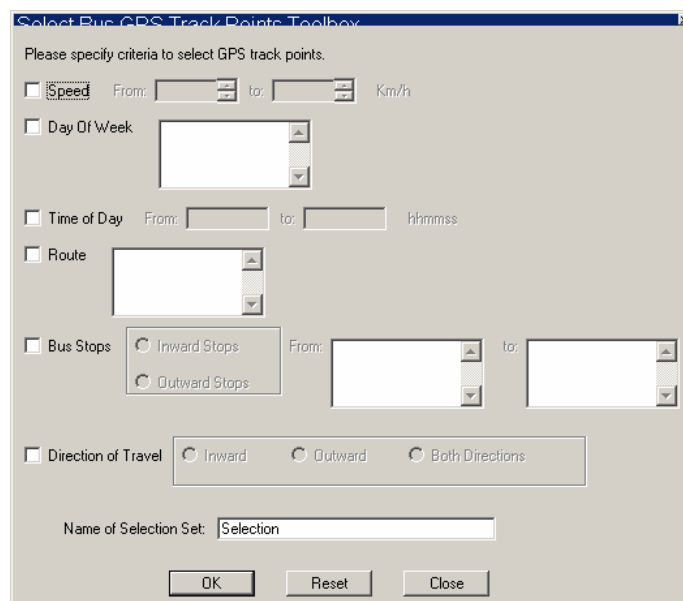 Select Bus GPS Track Points Toolbox
Please specify criteria to select GPS track points.
Speed From: to: Km/h
Day Of Week
Time of Day From: to: hhmmss
Route
Bus Stops Inward Stops From: to:
Outward Stops
Direction of Travel Inward Outward Both Directions
Name of Selection Set: Selection
OK Reset Close